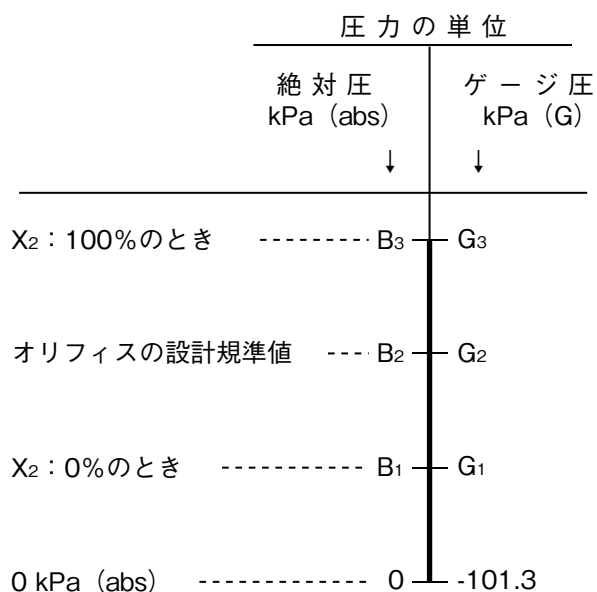 圧力の単位
絶対圧 ゲージ圧
kPa（abs） kPa（G）
↓ ↓
X₂：100％のとき B₃ G₃
オリフィスの設計規準値 B₂ G₂
X₂：0％のとき B₁ G₁
0 kPa（abs） 0 -101.3